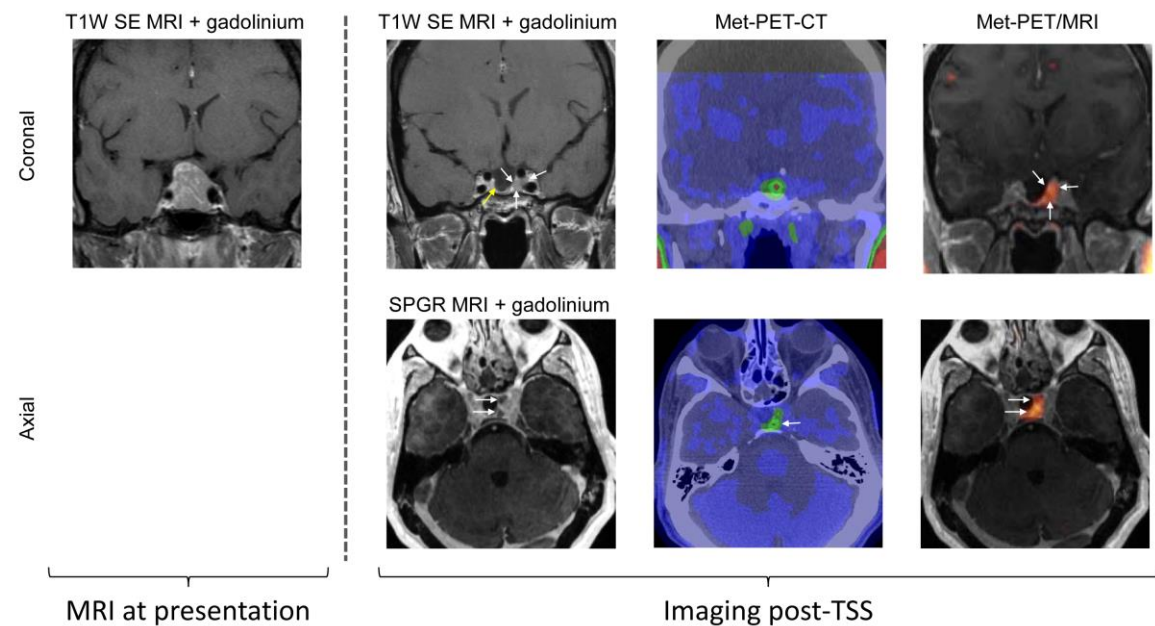 T1W SE MRI + gadolinium
T1W SE MRI + gadolinium
Met-PET-CT
Met-PET/MRI
Coronal
SPGR MRI + gadolinium
Axial
MRI at presentation
Imaging post-TSS